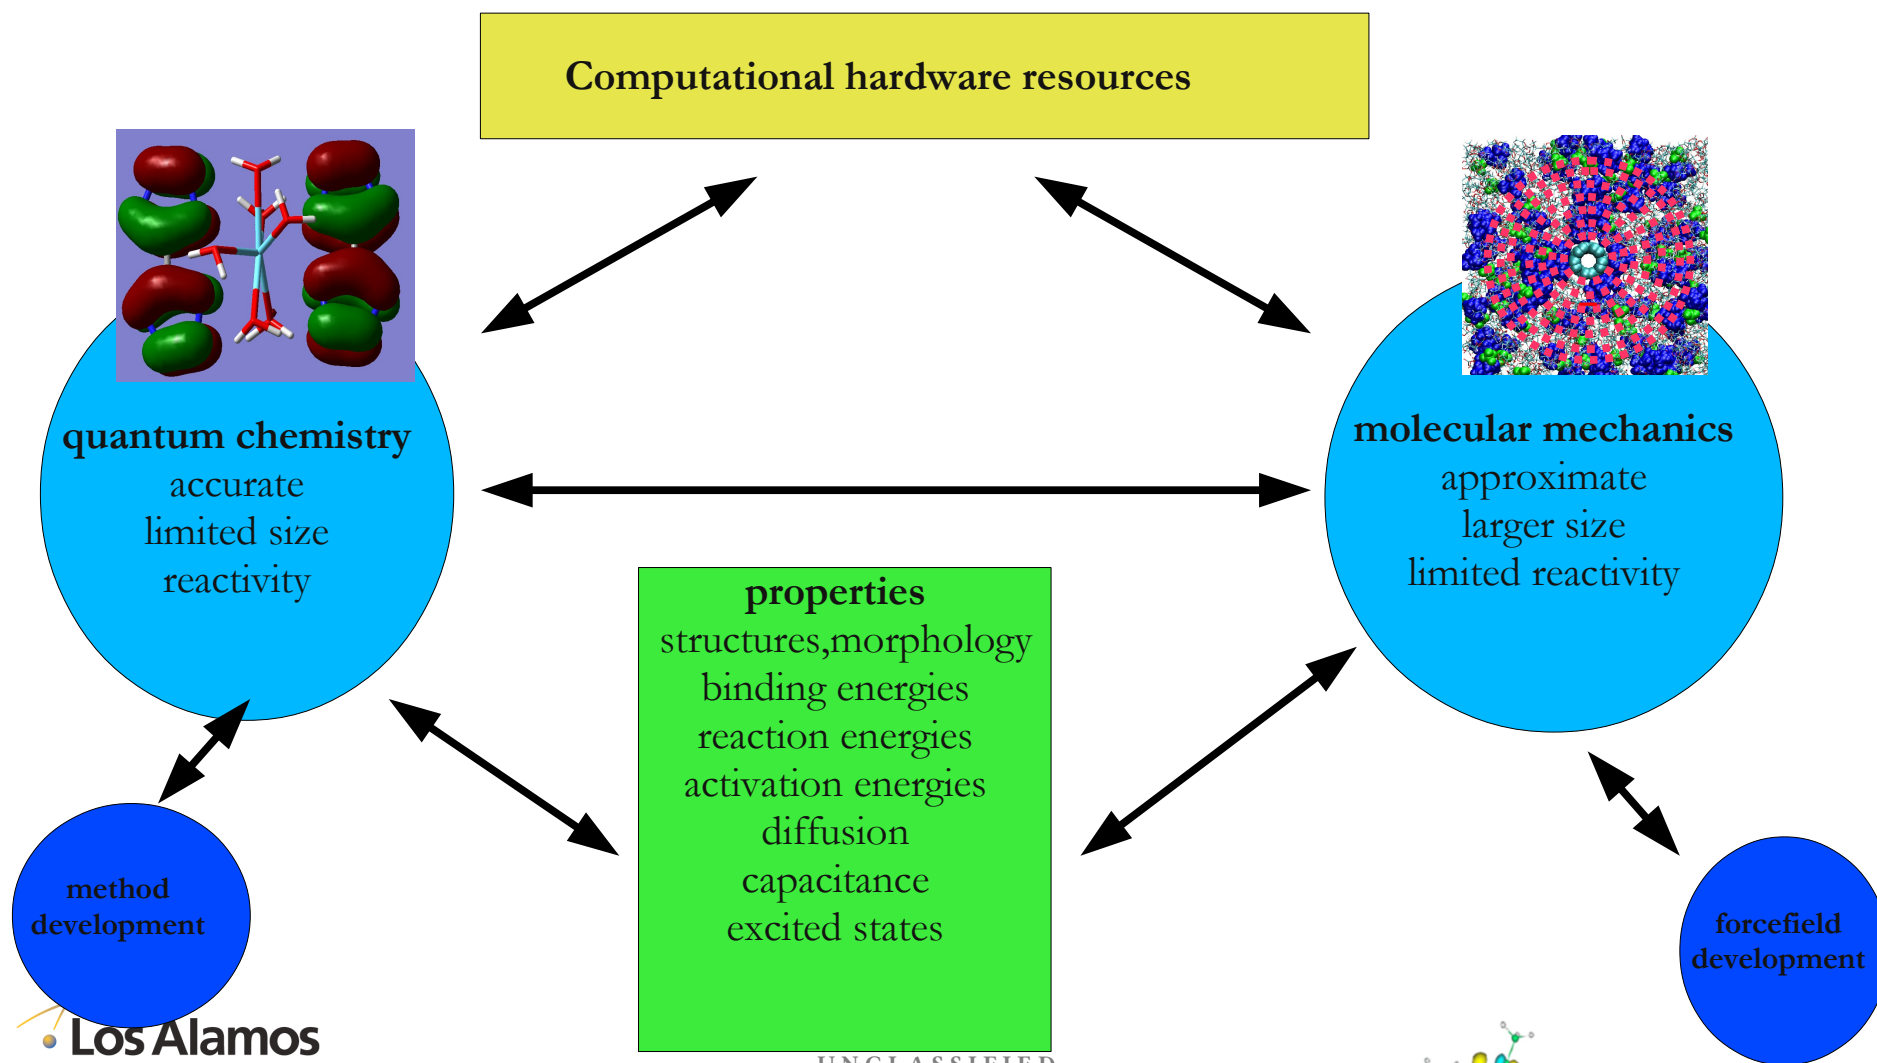 Computational hardware resources
quantum chemistry
accurate
limited size
reactivity
molecular mechanics
approximate
larger size
limited reactivity
properties
structures,morphology
binding energies
reaction energies
activation energies
diffusion
capacitance
excited states
method
development
forcefield
development
Los Alamos
UNCLASSIFIED